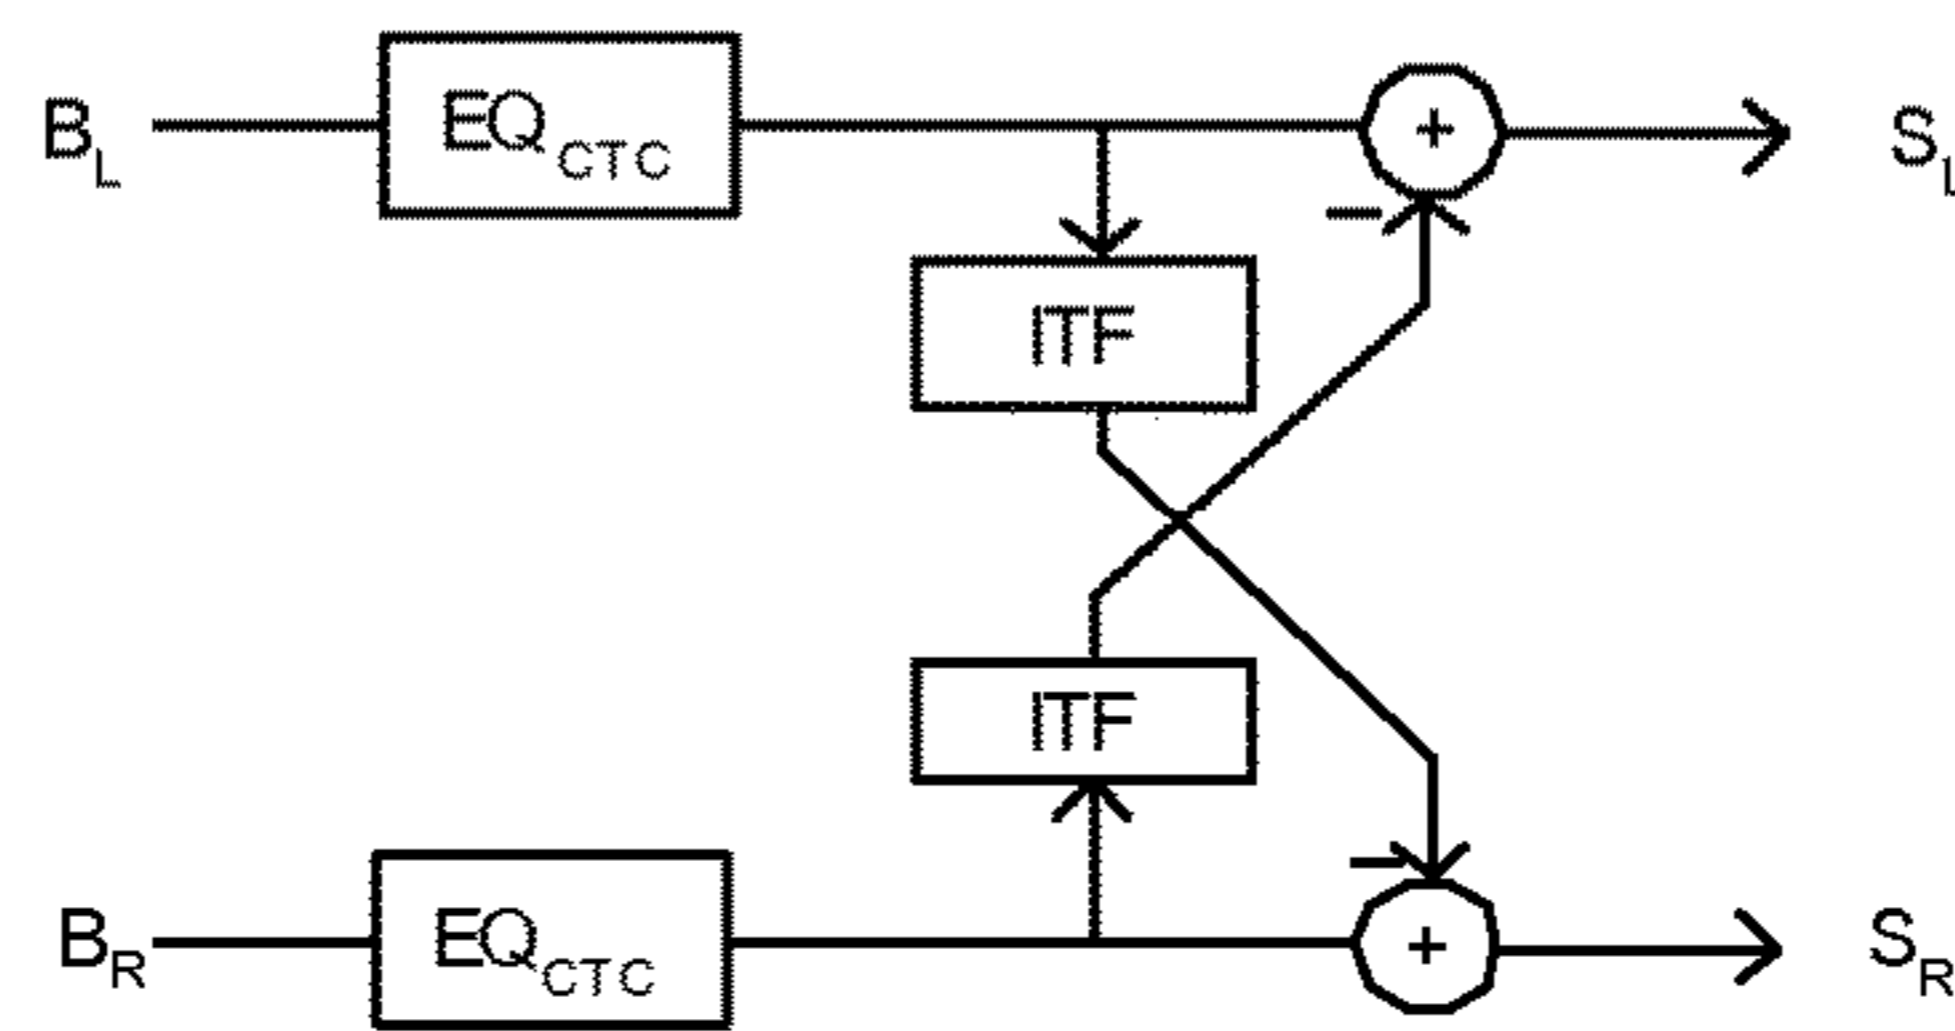 B_L EQ_CTC + S_L
−
ITF
ITF
−
B_R EQ_CTC + S_R